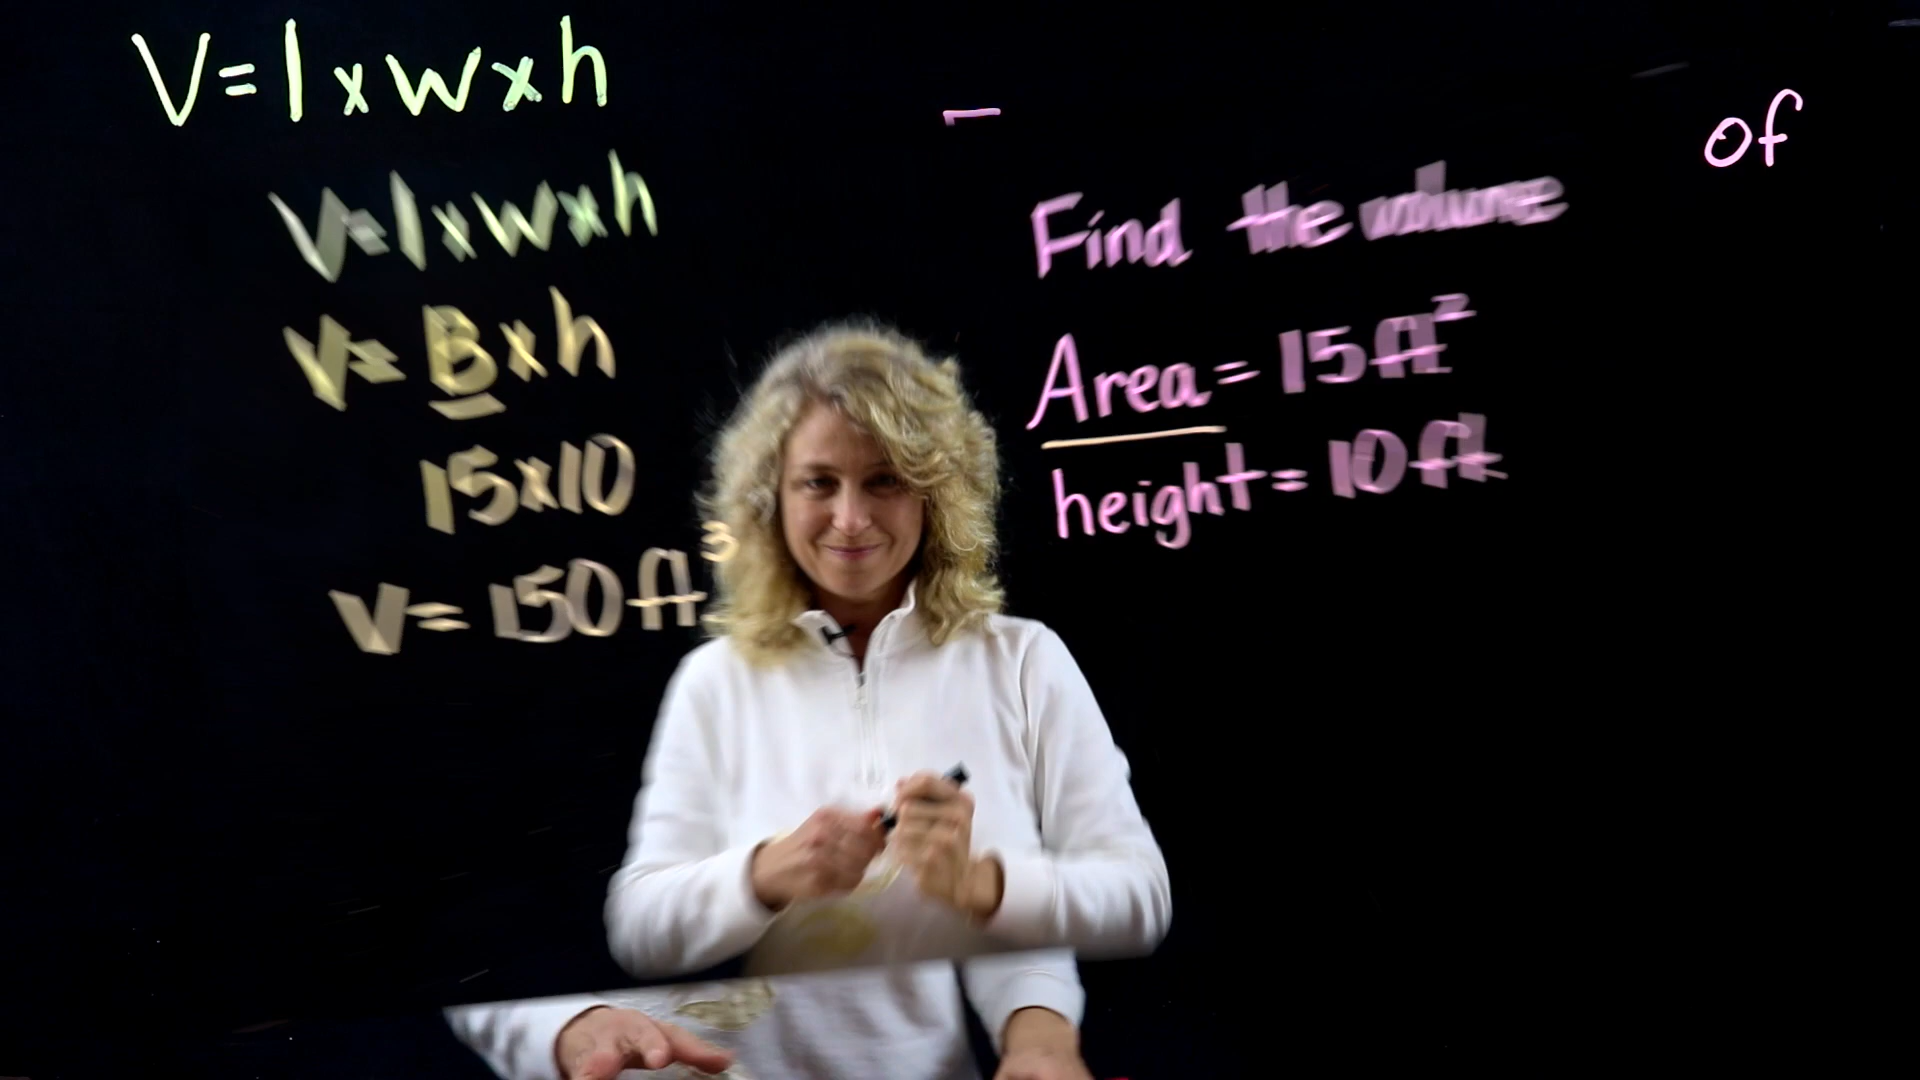 V=l x w x h
V=l x w x h
V= B x h
15x10
V= 150 ft³
of
Find the volume
Area = 15 ft²
height = 10 ft